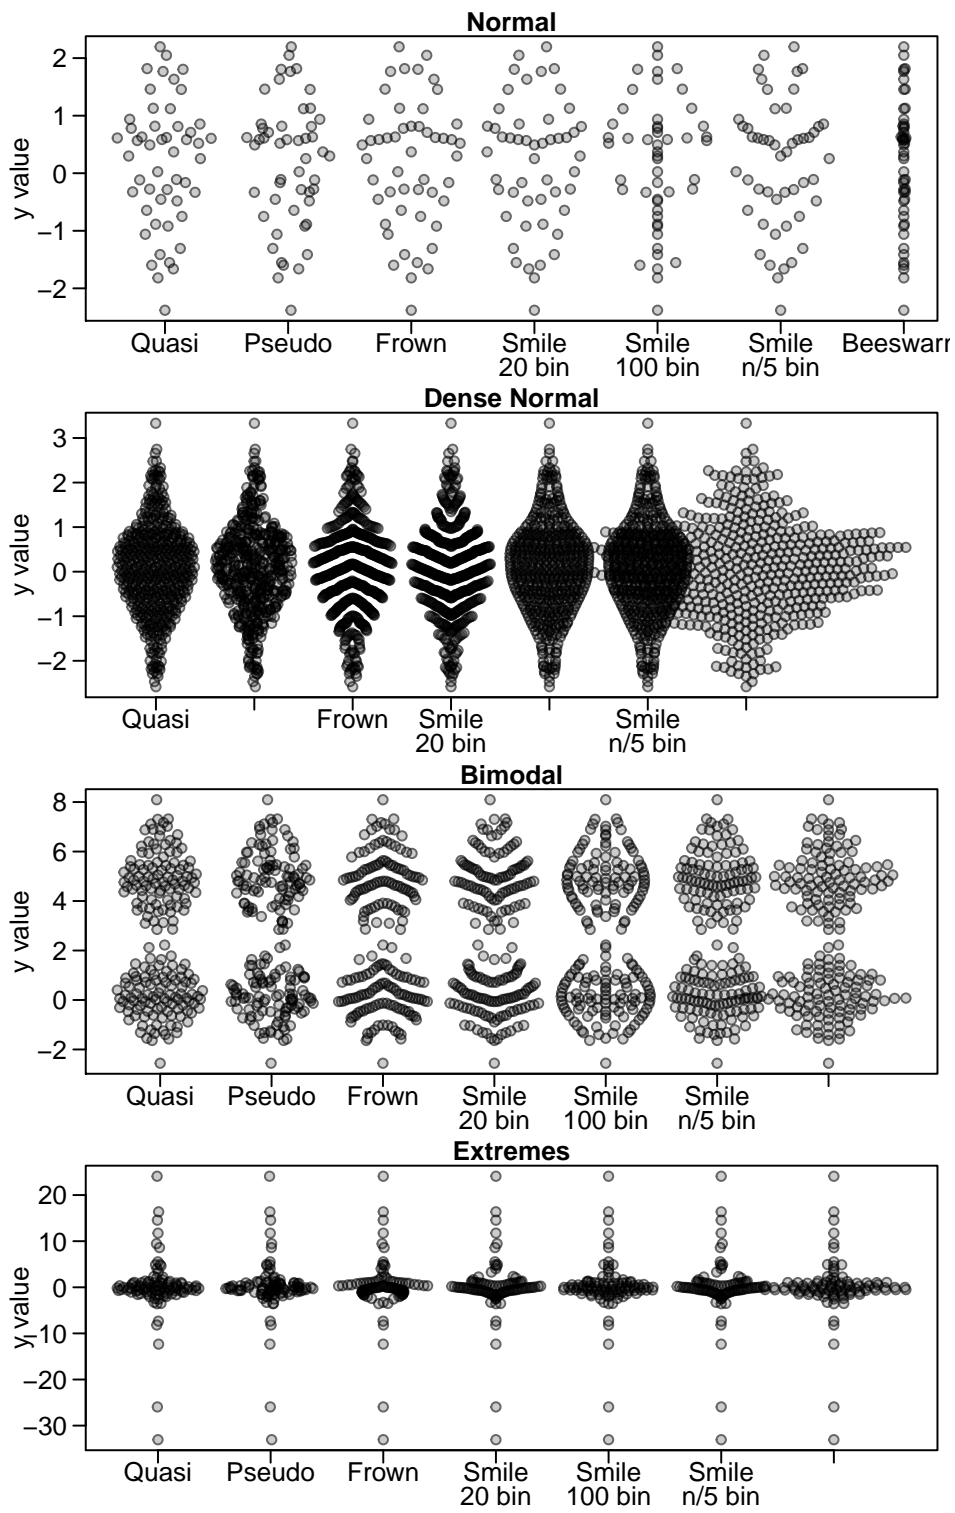 Normal
2
1
0
−1
−2
y value
Quasi Pseudo Frown Smile Smile Smile Beeswarr
20 bin 100 bin n/5 bin
Dense Normal
3
2
1
0
−1
−2
y value
Quasi Frown Smile Smile
20 bin n/5 bin
Bimodal
8
6
4
2
0
−2
y value
Quasi Pseudo Frown Smile Smile Smile
20 bin 100 bin n/5 bin
Extremes
20
10
0
−10
−20
−30
y value
Quasi Pseudo Frown Smile Smile Smile
20 bin 100 bin n/5 bin